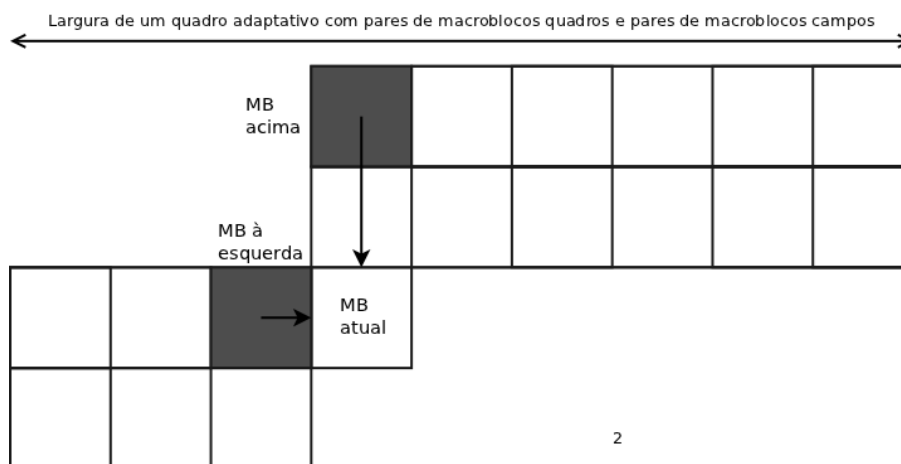 Largura de um quadro adaptativo com pares de macroblocos quadros e pares de macroblocos campos
MB
acima
MB à
esquerda
MB
atual
2